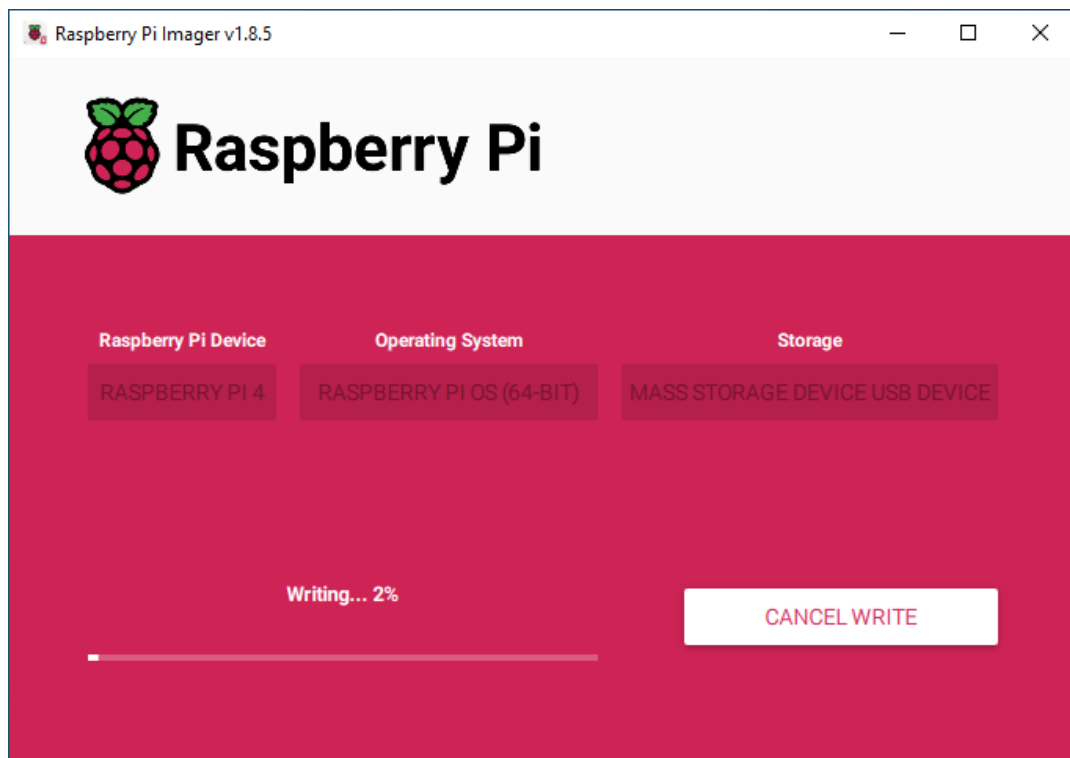 Raspberry Pi Imager v1.8.5
Raspberry Pi
Raspberry Pi Device
Operating System
Storage
RASPBERRY PI 4
RASPBERRY PI OS (64-BIT)
MASS STORAGE DEVICE USB DEVICE
Writing... 2%
CANCEL WRITE